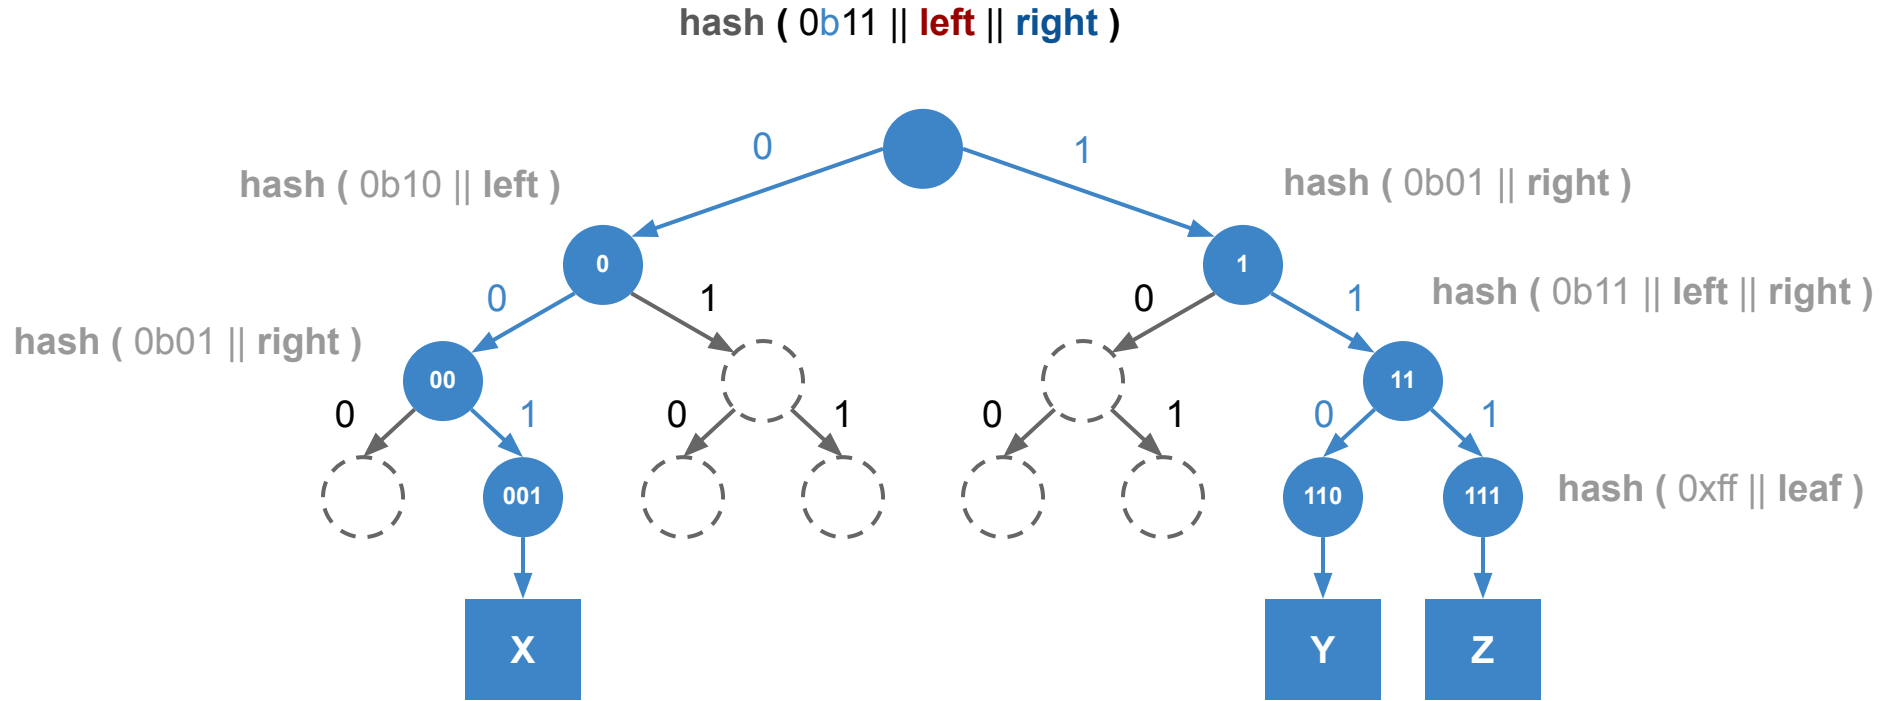 hash ( 0b11 || left || right )
0
1
hash ( 0b10 || left )
hash ( 0b01 || right )
0
1
0
1
0
1
hash ( 0b11 || left || right )
hash ( 0b01 || right )
00
11
0
1
0
1
0
1
0
1
001
110
111
hash ( 0xff || leaf )
X
Y
Z